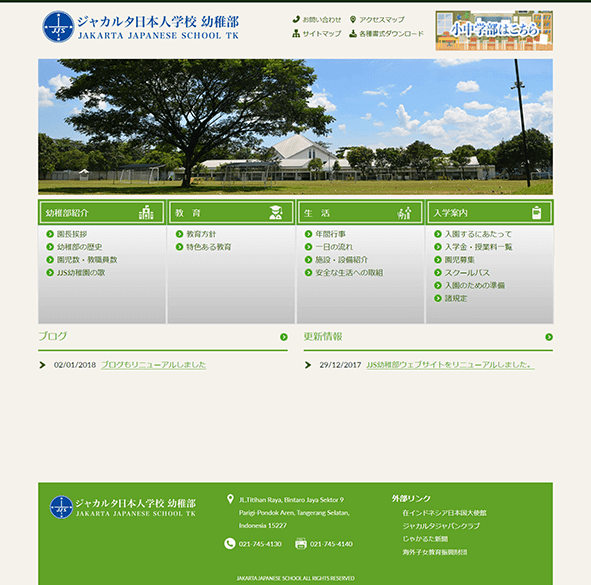 JJS
ジャカルタ日本人学校 幼稚部
JAKARTA JAPANESE SCHOOL TK
お問い合わせ
アクセスマップ
サイトマップ
各種書式ダウンロード
小中学部はこちら
幼稚部紹介
教 育
生 活
入学案内
園長挨拶
幼稚部の歴史
園児数・教職員数
JJS幼稚園の歌
教育方針
特色ある教育
年間行事
一日の流れ
施設・設備紹介
安全な生活への取組
入園するにあたって
入学金・授業料一覧
園児募集
スクールバス
入園のための準備
諸規定
ブログ
更新情報
02/01/2018 ブログもリニューアルしました
29/12/2017 JJS幼稚部ウェブサイトをリニューアルしました。
JJS
ジャカルタ日本人学校 幼稚部
JAKARTA JAPANESE SCHOOL TK
JL.Titihan Raya, Bintaro Jaya Sektor 9
Parigi-Pondok Aren, Tangerang Selatan,
Indonesia 15227
021-745-4130
021-745-4140
外部リンク
在インドネシア日本国大使館
ジャカルタジャパンクラブ
じゃかるた新聞
海外子女教育振興財団
JAKARTA JAPANESE SCHOOL ALL RIGHTS RESERVED